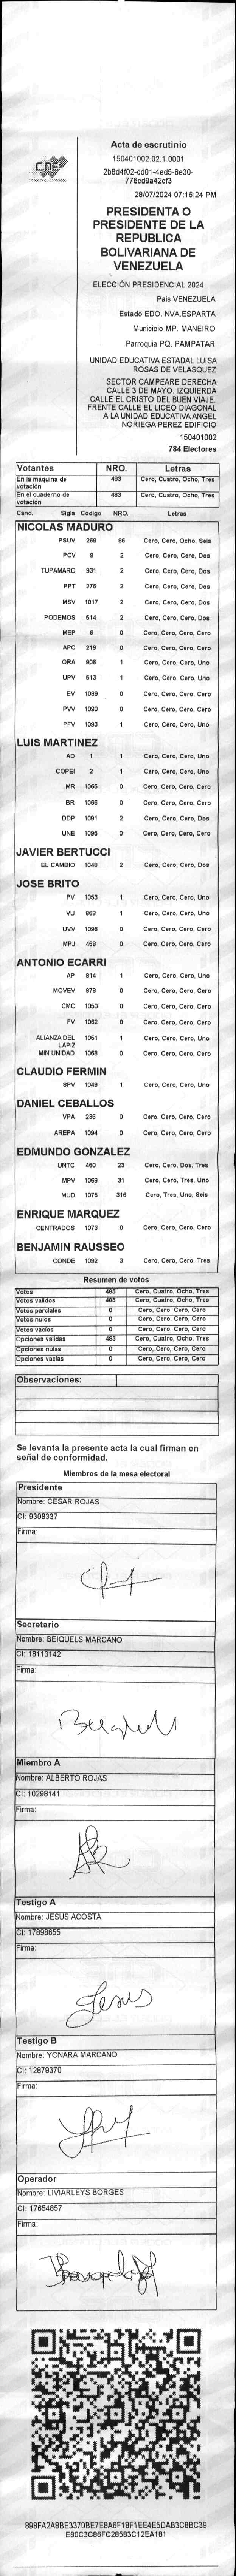 CNE
Acta de escrutinio
150401002.02.1.0001
2b8d4f02-cd01-4ed5-8e30-
776cd9a42cf3
28/07/2024 07:16:24 PM
PRESIDENTA O
PRESIDENTE DE LA
REPUBLICA
BOLIVARIANA DE
VENEZUELA
ELECCIÓN PRESIDENCIAL 2024
Pais VENEZUELA
Estado EDO. NVA.ESPARTA
Municipio MP. MANEIRO
Parroquia PQ. PAMPATAR
UNIDAD EDUCATIVA ESTADAL LUISA
ROSAS DE VELASQUEZ
SECTOR CAMPEARE DERECHA
CALLE 3 DE MAYO. IZQUIERDA
CALLE EL CRISTO DEL BUEN VIAJE.
FRENTE CALLE EL LICEO DIAGONAL
A LA UNIDAD EDUCATIVA ANGEL
NORIEGA PEREZ EDIFICIO
150401002
784 Electores
Votantes NRO. Letras
En la máquina de votación 483 Cero, Cuatro, Ocho, Tres
En el cuaderno de votación 483 Cero, Cuatro, Ocho, Tres
Cand. Sigla Código NRO. Letras
NICOLAS MADURO
PSUV 269 86 Cero, Cero, Ocho, Seis
PCV 9 2 Cero, Cero, Cero, Dos
TUPAMARO 931 2 Cero, Cero, Cero, Dos
PPT 276 2 Cero, Cero, Cero, Dos
MSV 1017 2 Cero, Cero, Cero, Dos
PODEMOS 514 2 Cero, Cero, Cero, Dos
MEP 6 0 Cero, Cero, Cero, Cero
APC 219 0 Cero, Cero, Cero, Cero
ORA 906 1 Cero, Cero, Cero, Uno
UPV 513 1 Cero, Cero, Cero, Uno
EV 1089 0 Cero, Cero, Cero, Cero
PVV 1090 0 Cero, Cero, Cero, Cero
PFV 1093 1 Cero, Cero, Cero, Uno
LUIS MARTINEZ
AD 1 1 Cero, Cero, Cero, Uno
COPEI 2 1 Cero, Cero, Cero, Uno
MR 1065 0 Cero, Cero, Cero, Cero
BR 1066 0 Cero, Cero, Cero, Cero
DDP 1091 2 Cero, Cero, Cero, Dos
UNE 1095 0 Cero, Cero, Cero, Cero
JAVIER BERTUCCI
EL CAMBIO 1048 2 Cero, Cero, Cero, Dos
JOSE BRITO
PV 1053 1 Cero, Cero, Cero, Uno
VU 968 1 Cero, Cero, Cero, Uno
UVV 1096 0 Cero, Cero, Cero, Cero
MPJ 458 0 Cero, Cero, Cero, Cero
ANTONIO ECARRI
AP 814 1 Cero, Cero, Cero, Uno
MOVEV 879 0 Cero, Cero, Cero, Cero
CMC 1050 0 Cero, Cero, Cero, Cero
FV 1062 0 Cero, Cero, Cero, Cero
ALIANZA DEL LAPIZ 1051 1 Cero, Cero, Cero, Uno
MIN UNIDAD 1068 0 Cero, Cero, Cero, Cero
CLAUDIO FERMIN
SPV 1049 1 Cero, Cero, Cero, Uno
DANIEL CEBALLOS
VPA 236 0 Cero, Cero, Cero, Cero
AREPA 1094 0 Cero, Cero, Cero, Cero
EDMUNDO GONZALEZ
UNTC 460 23 Cero, Cero, Dos, Tres
MPV 1069 31 Cero, Cero, Tres, Uno
MUD 1076 316 Cero, Tres, Uno, Seis
ENRIQUE MARQUEZ
CENTRADOS 1073 0 Cero, Cero, Cero, Cero
BENJAMIN RAUSSEO
CONDE 1092 3 Cero, Cero, Cero, Tres
Resumen de votos
Votos 483 Cero, Cuatro, Ocho, Tres
Votos validos 483 Cero, Cuatro, Ocho, Tres
Votos parciales 0 Cero, Cero, Cero, Cero
Votos nulos 0 Cero, Cero, Cero, Cero
Votos vacios 0 Cero, Cero, Cero, Cero
Opciones validas 483 Cero, Cuatro, Ocho, Tres
Opciones nulas 0 Cero, Cero, Cero, Cero
Opciones vacias 0 Cero, Cero, Cero, Cero
Observaciones:
Se levanta la presente acta la cual firman en
señal de conformidad.
Miembros de la mesa electoral
Presidente
Nombre: CESAR ROJAS
CI: 9308337
Firma:
Secretario
Nombre: BEIQUELS MARCANO
CI: 18113142
Firma:
Miembro A
Nombre: ALBERTO ROJAS
CI: 10298141
Firma:
Testigo A
Nombre: JESUS ACOSTA
CI: 17898655
Firma:
Jesus
Testigo B
Nombre: YONARA MARCANO
CI: 12879370
Firma:
Operador
Nombre: LIVIARLEYS BORGES
CI: 17654857
Firma:
898FA2A8BE3370BE7E8A6F18F1EE4E5DAB3C8BC39
E80C3C86FC28583C12EA181